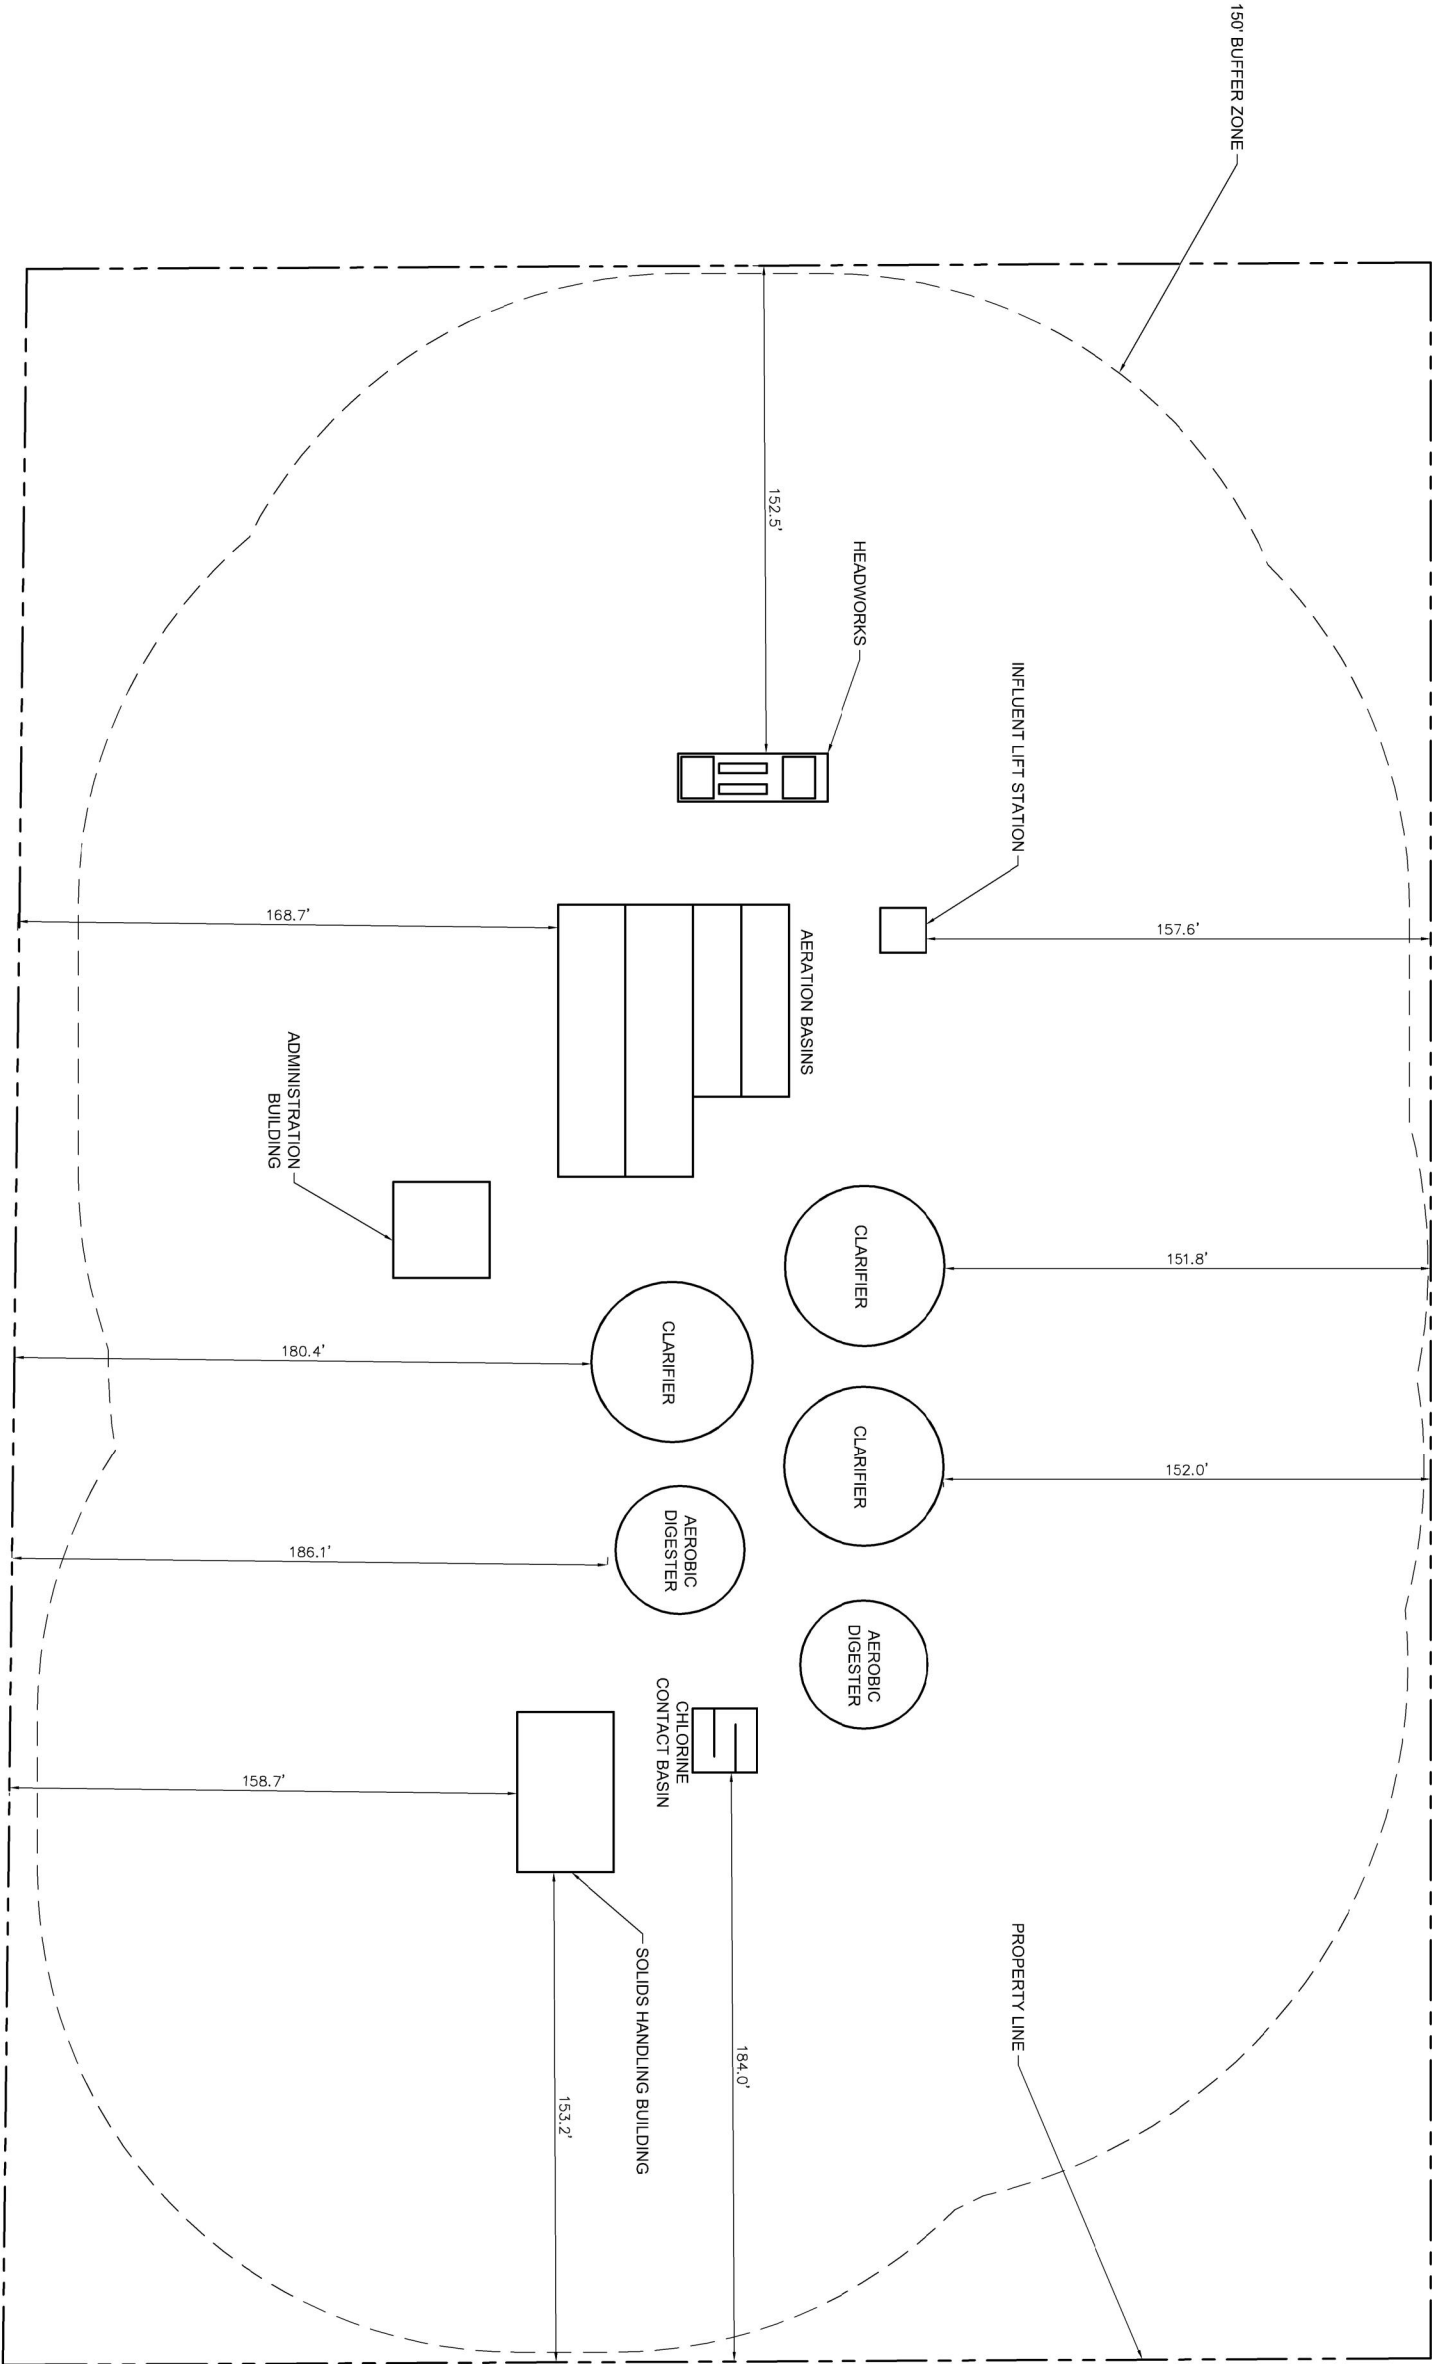 150' BUFFER ZONE
152.5'
HEADWORKS
INFLUENT LIFT STATION
157.6'
168.7'
AERATION BASINS
ADMINISTRATION
BUILDING
CLARIFIER
151.8'
CLARIFIER
180.4'
CLARIFIER
152.0'
AEROBIC
DIGESTER
186.1'
AEROBIC
DIGESTER
CHLORINE
CONTACT BASIN
158.7'
SOLIDS HANDLING BUILDING
184.0'
153.2'
PROPERTY LINE